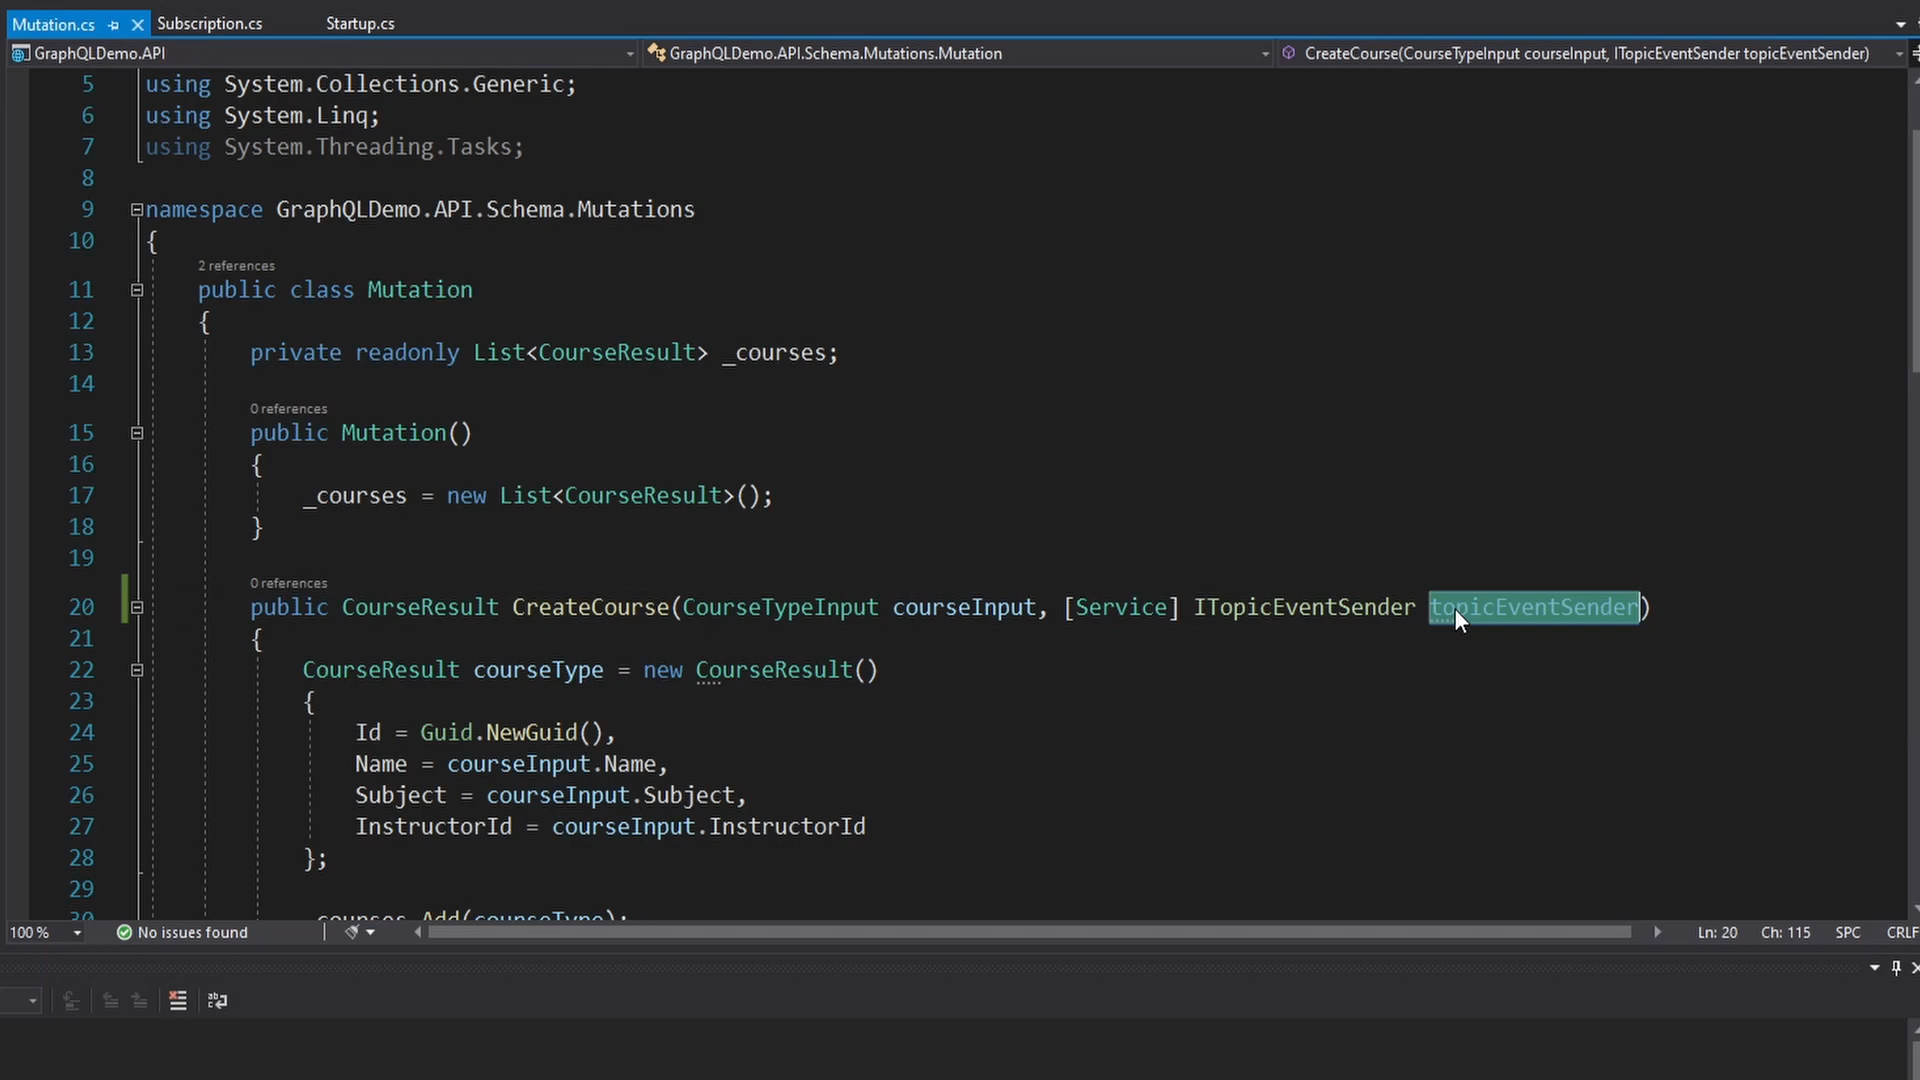 Mutation.cs Subscription.cs Startup.cs
GraphQLDemo.API GraphQLDemo.API.Schema.Mutations.Mutation CreateCourse(CourseTypeInput courseInput, ITopicEventSender topicEventSender)
5 using System.Collections.Generic;
6 using System.Linq;
7 using System.Threading.Tasks;
8
9 namespace GraphQLDemo.API.Schema.Mutations
10 {
2 references
11 public class Mutation
12 {
13 private readonly List<CourseResult> _courses;
14
0 references
15 public Mutation()
16 {
17 _courses = new List<CourseResult>();
18 }
19
0 references
20 public CourseResult CreateCourse(CourseTypeInput courseInput, [Service] ITopicEventSender topicEventSender)
21 {
22 CourseResult courseType = new CourseResult()
23 {
24 Id = Guid.NewGuid(),
25 Name = courseInput.Name,
26 Subject = courseInput.Subject,
27 InstructorId = courseInput.InstructorId
28 };
29
30 _courses.Add(courseType);
100 % No issues found Ln: 20 Ch: 115 SPC CRLF